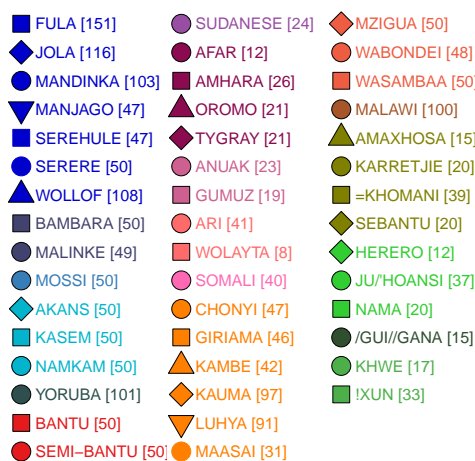 FULA [151]
JOLA [116]
MANDINKA [103]
MANJAGO [47]
SEREHULE [47]
SERERE [50]
WOLLOF [108]
BAMBARA [50]
MALINKE [49]
MOSSI [50]
AKANS [50]
KASEM [50]
NAMKAM [50]
YORUBA [101]
BANTU [50]
SEMI−BANTU [50]
SUDANESE [24]
AFAR [12]
AMHARA [26]
OROMO [21]
TYGRAY [21]
ANUAK [23]
GUMUZ [19]
ARI [41]
WOLAYTA [8]
SOMALI [40]
CHONYI [47]
GIRIAMA [46]
KAMBE [42]
KAUMA [97]
LUHYA [91]
MAASAI [31]
MZIGUA [50]
WABONDEI [48]
WASAMBAA [50]
MALAWI [100]
AMAXHOSA [15]
KARRETJIE [20]
=KHOMANI [39]
SEBANTU [20]
HERERO [12]
JU/'HOANSI [37]
NAMA [20]
/GUI//GANA [15]
KHWE [17]
!XUN [33]